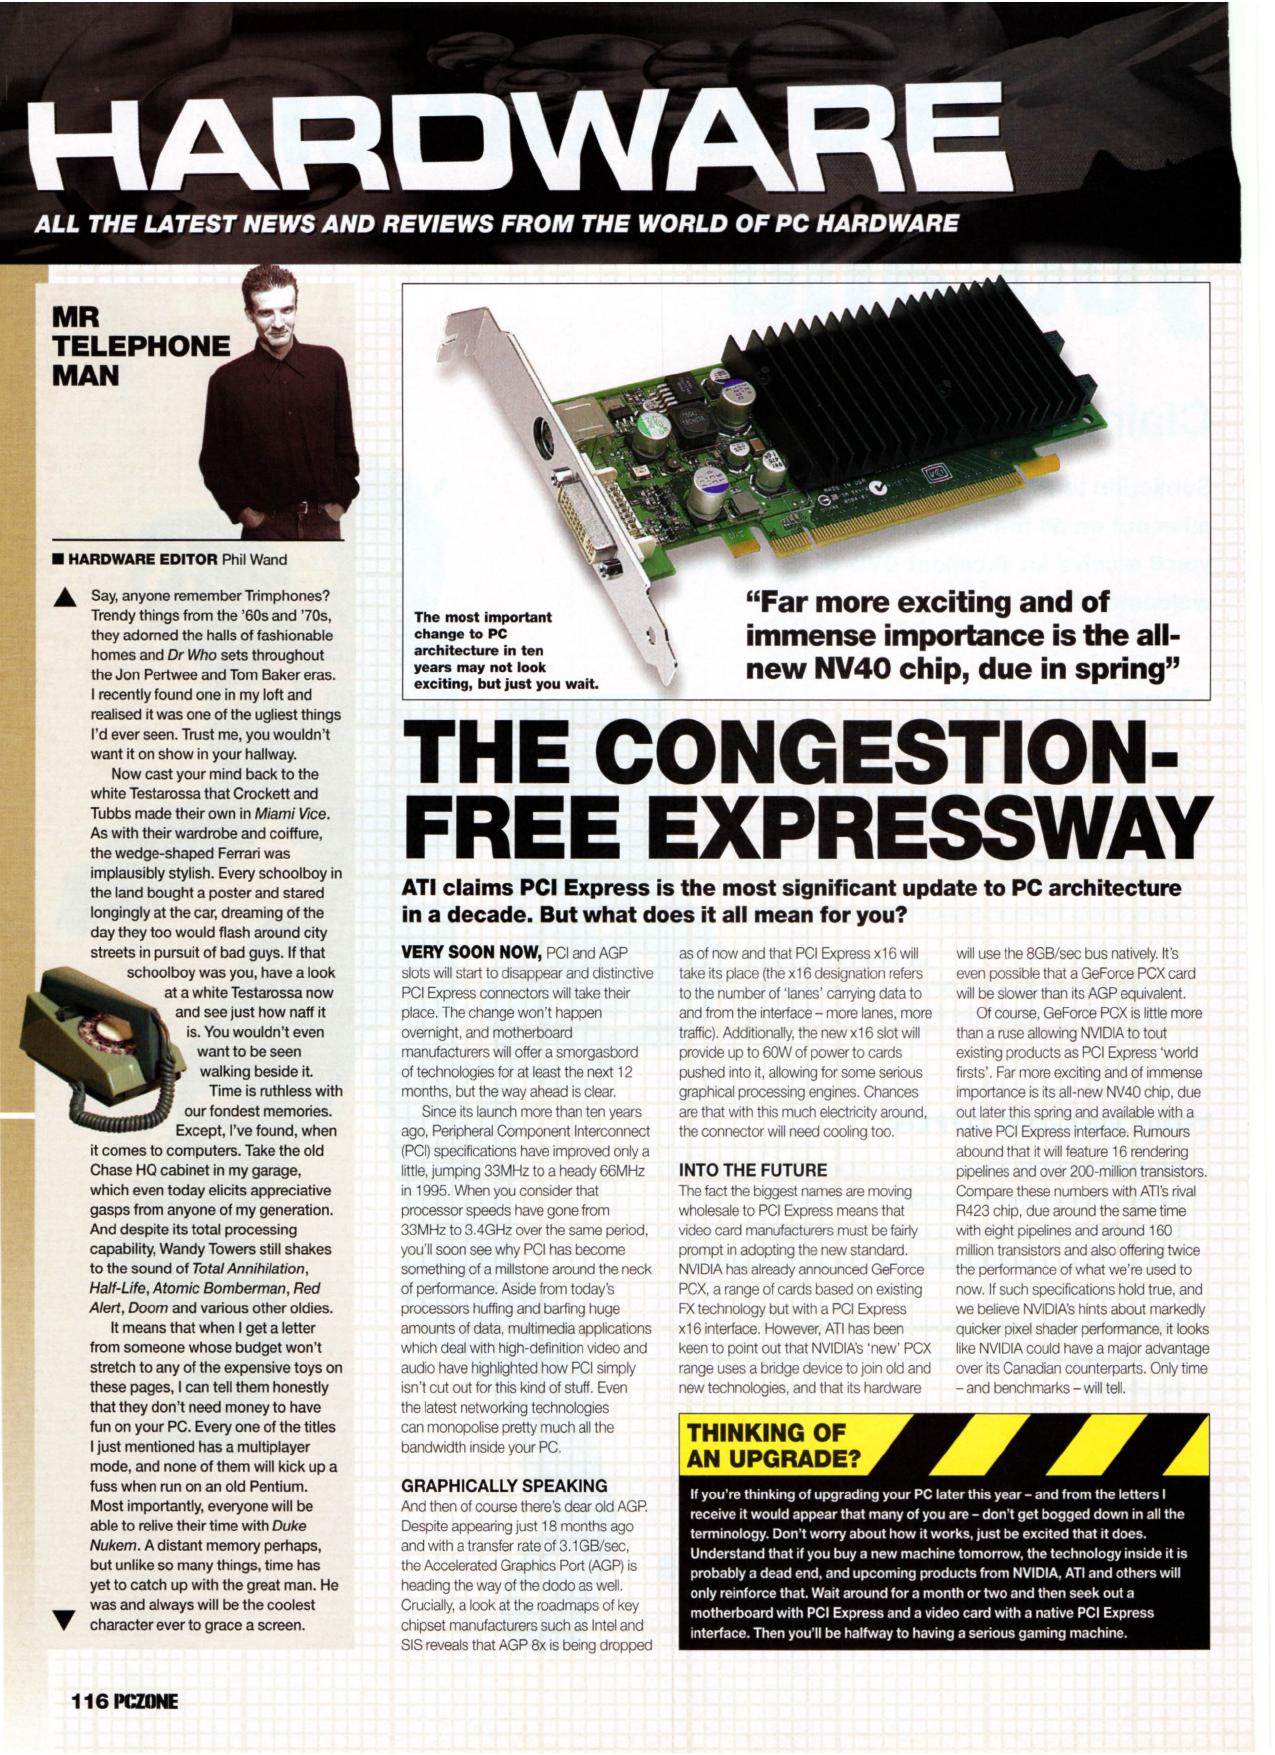 HARDWARE
ALL THE LATEST NEWS AND REVIEWS FROM THE WORLD OF PC HARDWARE
MR
TELEPHONE
MAN
■ HARDWARE EDITOR Phil Wand
▲ Say, anyone remember Trimphones?
Trendy things from the '60s and '70s,
they adorned the halls of fashionable
homes and Dr Who sets throughout
the Jon Pertwee and Tom Baker eras.
I recently found one in my loft and
realised it was one of the ugliest things
I'd ever seen. Trust me, you wouldn't
want it on show in your hallway.
Now cast your mind back to the
white Testarossa that Crockett and
Tubbs made their own in Miami Vice.
As with their wardrobe and coiffure,
the wedge-shaped Ferrari was
implausibly stylish. Every schoolboy in
the land bought a poster and stared
longingly at the car, dreaming of the
day they too would flash around city
streets in pursuit of bad guys. If that
schoolboy was you, have a look
at a white Testarossa now
and see just how naff it
is. You wouldn't even
want to be seen
walking beside it.
Time is ruthless with
our fondest memories.
Except, I've found, when
it comes to computers. Take the old
Chase HQ cabinet in my garage,
which even today elicits appreciative
gasps from anyone of my generation.
And despite its total processing
capability, Wandy Towers still shakes
to the sound of Total Annihilation,
Half-Life, Atomic Bomberman, Red
Alert, Doom and various other oldies.
It means that when I get a letter
from someone whose budget won't
stretch to any of the expensive toys on
these pages, I can tell them honestly
that they don't need money to have
fun on your PC. Every one of the titles
I just mentioned has a multiplayer
mode, and none of them will kick up a
fuss when run on an old Pentium.
Most importantly, everyone will be
able to relive their time with Duke
Nukem. A distant memory perhaps,
but unlike so many things, time has
yet to catch up with the great man. He
was and always will be the coolest
▼ character ever to grace a screen.
The most important
change to PC
architecture in ten
years may not look
exciting, but just you wait.
"Far more exciting and of
immense importance is the all-
new NV40 chip, due in spring"
THE CONGESTION-
FREE EXPRESSWAY
ATI claims PCI Express is the most significant update to PC architecture
in a decade. But what does it all mean for you?
VERY SOON NOW, PCI and AGP
slots will start to disappear and distinctive
PCI Express connectors will take their
place. The change won't happen
overnight, and motherboard
manufacturers will offer a smorgasbord
of technologies for at least the next 12
months, but the way ahead is clear.
Since its launch more than ten years
ago, Peripheral Component Interconnect
(PCI) specifications have improved only a
little, jumping 33MHz to a heady 66MHz
in 1995. When you consider that
processor speeds have gone from
33MHz to 3.4GHz over the same period,
you'll soon see why PCI has become
something of a millstone around the neck
of performance. Aside from today's
processors huffing and barfing huge
amounts of data, multimedia applications
which deal with high-definition video and
audio have highlighted how PCI simply
isn't cut out for this kind of stuff. Even
the latest networking technologies
can monopolise pretty much all the
bandwidth inside your PC.
GRAPHICALLY SPEAKING
And then of course there's dear old AGP.
Despite appearing just 18 months ago
and with a transfer rate of 3.1GB/sec,
the Accelerated Graphics Port (AGP) is
heading the way of the dodo as well.
Crucially, a look at the roadmaps of key
chipset manufacturers such as Intel and
SIS reveals that AGP 8x is being dropped
as of now and that PCI Express x16 will
take its place (the x16 designation refers
to the number of 'lanes' carrying data to
and from the interface – more lanes, more
traffic). Additionally, the new x16 slot will
provide up to 60W of power to cards
pushed into it, allowing for some serious
graphical processing engines. Chances
are that with this much electricity around,
the connector will need cooling too.
INTO THE FUTURE
The fact the biggest names are moving
wholesale to PCI Express means that
video card manufacturers must be fairly
prompt in adopting the new standard.
NVIDIA has already announced GeForce
PCX, a range of cards based on existing
FX technology but with a PCI Express
x16 interface. However, ATI has been
keen to point out that NVIDIA's 'new' PCX
range uses a bridge device to join old and
new technologies, and that its hardware
will use the 8GB/sec bus natively. It's
even possible that a GeForce PCX card
will be slower than its AGP equivalent.
Of course, GeForce PCX is little more
than a ruse allowing NVIDIA to tout
existing products as PCI Express 'world
firsts'. Far more exciting and of immense
importance is its all-new NV40 chip, due
out later this spring and available with a
native PCI Express interface. Rumours
abound that it will feature 16 rendering
pipelines and over 200-million transistors.
Compare these numbers with ATI's rival
R423 chip, due around the same time
with eight pipelines and around 160
million transistors and also offering twice
the performance of what we're used to
now. If such specifications hold true, and
we believe NVIDIA's hints about markedly
quicker pixel shader performance, it looks
like NVIDIA could have a major advantage
over its Canadian counterparts. Only time
– and benchmarks – will tell.
THINKING OF
AN UPGRADE?
If you're thinking of upgrading your PC later this year – and from the letters I
receive it would appear that many of you are – don't get bogged down in all the
terminology. Don't worry about how it works, just be excited that it does.
Understand that if you buy a new machine tomorrow, the technology inside it is
probably a dead end, and upcoming products from NVIDIA, ATI and others will
only reinforce that. Wait around for a month or two and then seek out a
motherboard with PCI Express and a video card with a native PCI Express
interface. Then you'll be halfway to having a serious gaming machine.
116 PCZONE